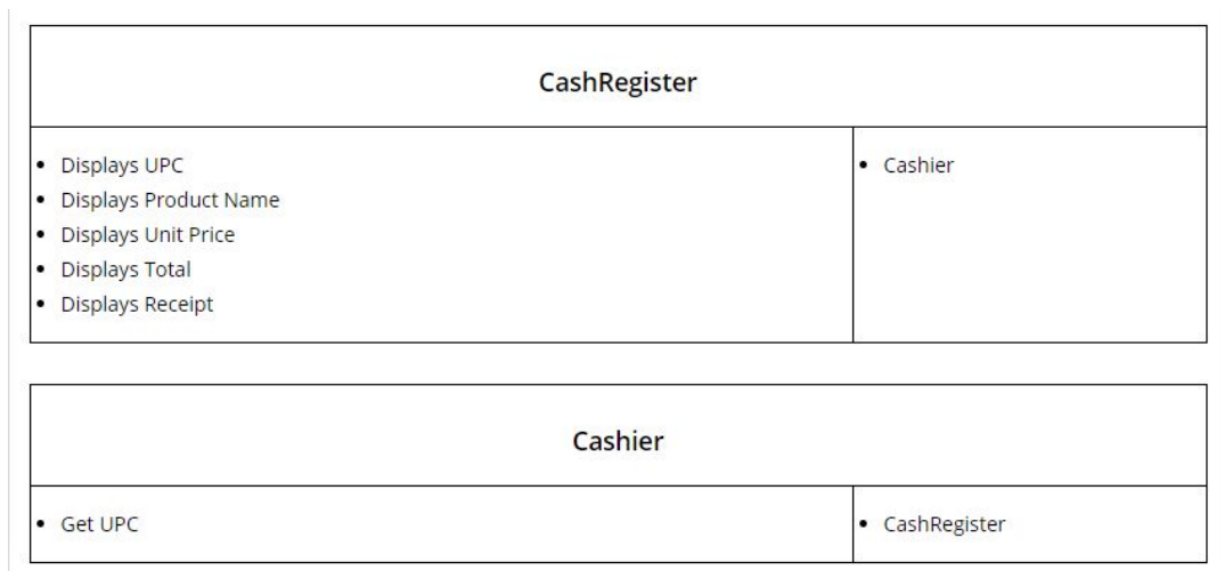 CashRegister
• Displays UPC
• Displays Product Name
• Displays Unit Price
• Displays Total
• Displays Receipt
• Cashier
Cashier
• Get UPC
• CashRegister